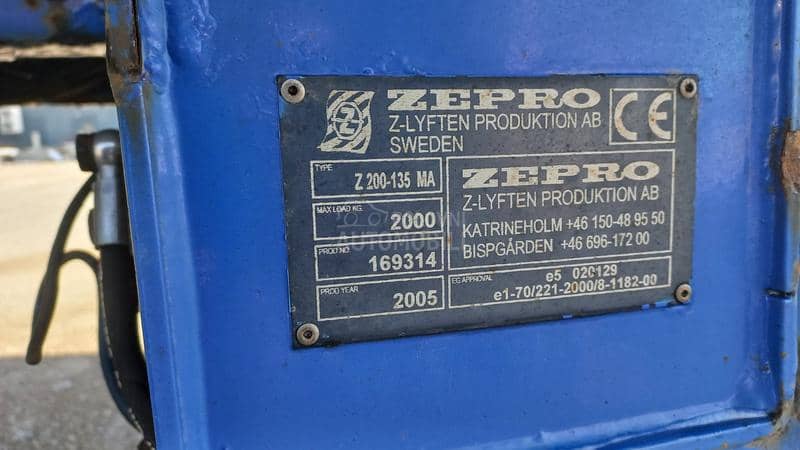 ZEPRO
Z-LYFTEN PRODUKTION AB
SWEDEN
CE
TYPE
Z 200-135 MA
MAX LOAD KG.
2000
PROD NO
169314
PROD YEAR
2005
ZEPRO
Z-LYFTEN PRODUKTION AB
KATRINEHOLM +46 150-48 95 50
BISPGÅRDEN +46 696-172 00
EG APPROVAL
e5 020129
e1-70/221-2000/8-1182-00
AUTOMOBILI